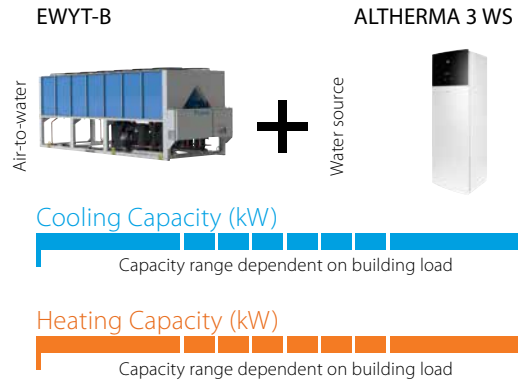 EWYT-B
ALTHERMA 3 WS
Air-to-water
Water source
Cooling Capacity (kW)
Capacity range dependent on building load
Heating Capacity (kW)
Capacity range dependent on building load